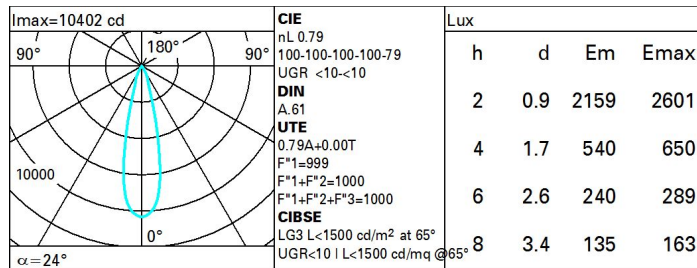 Imax=10402 cd
90° 180° 90°
10000
0°
α=24°
CIE
nL 0.79
100-100-100-100-79
UGR <10-<10
DIN
A.61
UTE
0.79A+0.00T
F"1=999
F"1+F"2=1000
F"1+F"2+F"3=1000
CIBSE
LG3 L<1500 cd/m² at 65°
UGR<10 | L<1500 cd/mq @65°
Lux
h d Em Emax
2 0.9 2159 2601
4 1.7 540 650
6 2.6 240 289
8 3.4 135 163